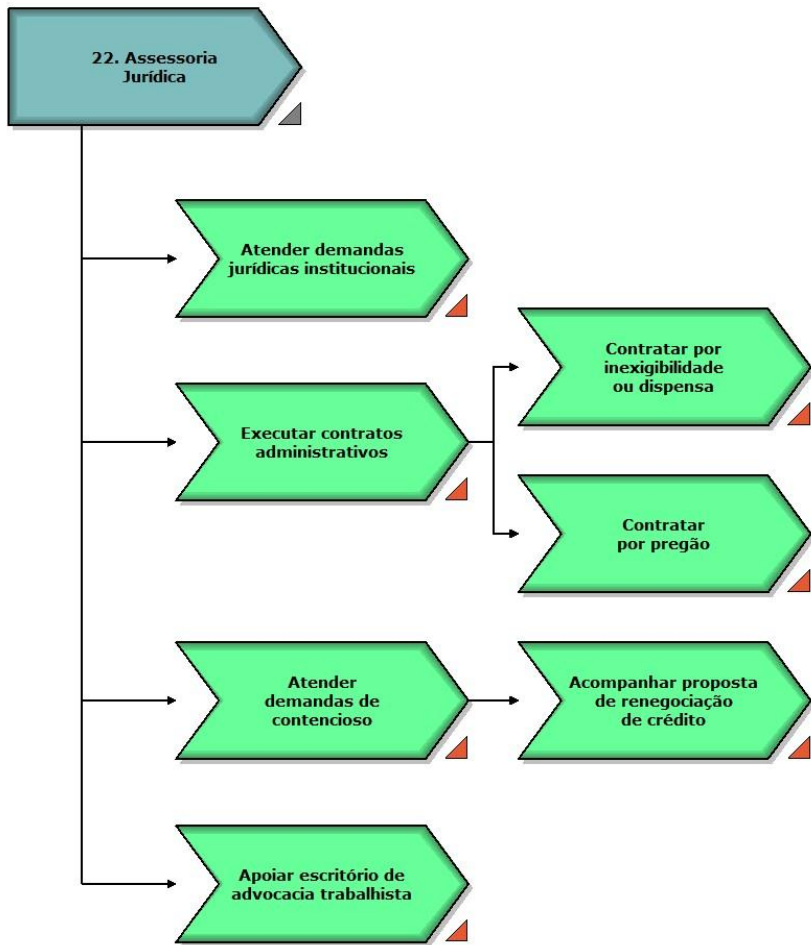 22. Assessoria
Jurídica
Atender demandas
jurídicas institucionais
Executar contratos
administrativos
Contratar por
inexigibilidade
ou dispensa
Contratar
por pregão
Atender
demandas de
contencioso
Acompanhar proposta
de renegociação
de crédito
Apoiar escritório de
advocacia trabalhista